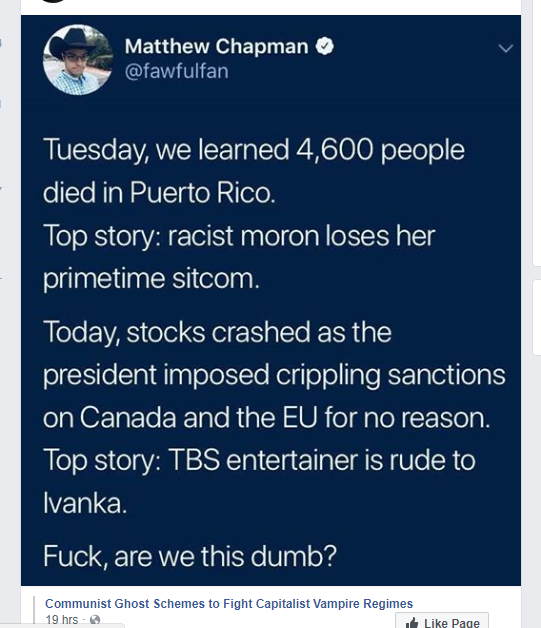 Matthew Chapman
@fawfulfan
Tuesday, we learned 4,600 people
died in Puerto Rico.
Top story: racist moron loses her
primetime sitcom.
Today, stocks crashed as the
president imposed crippling sanctions
on Canada and the EU for no reason.
Top story: TBS entertainer is rude to
Ivanka.
Fuck, are we this dumb?
Communist Ghost Schemes to Fight Capitalist Vampire Regimes
19 hrs ·
Like Page